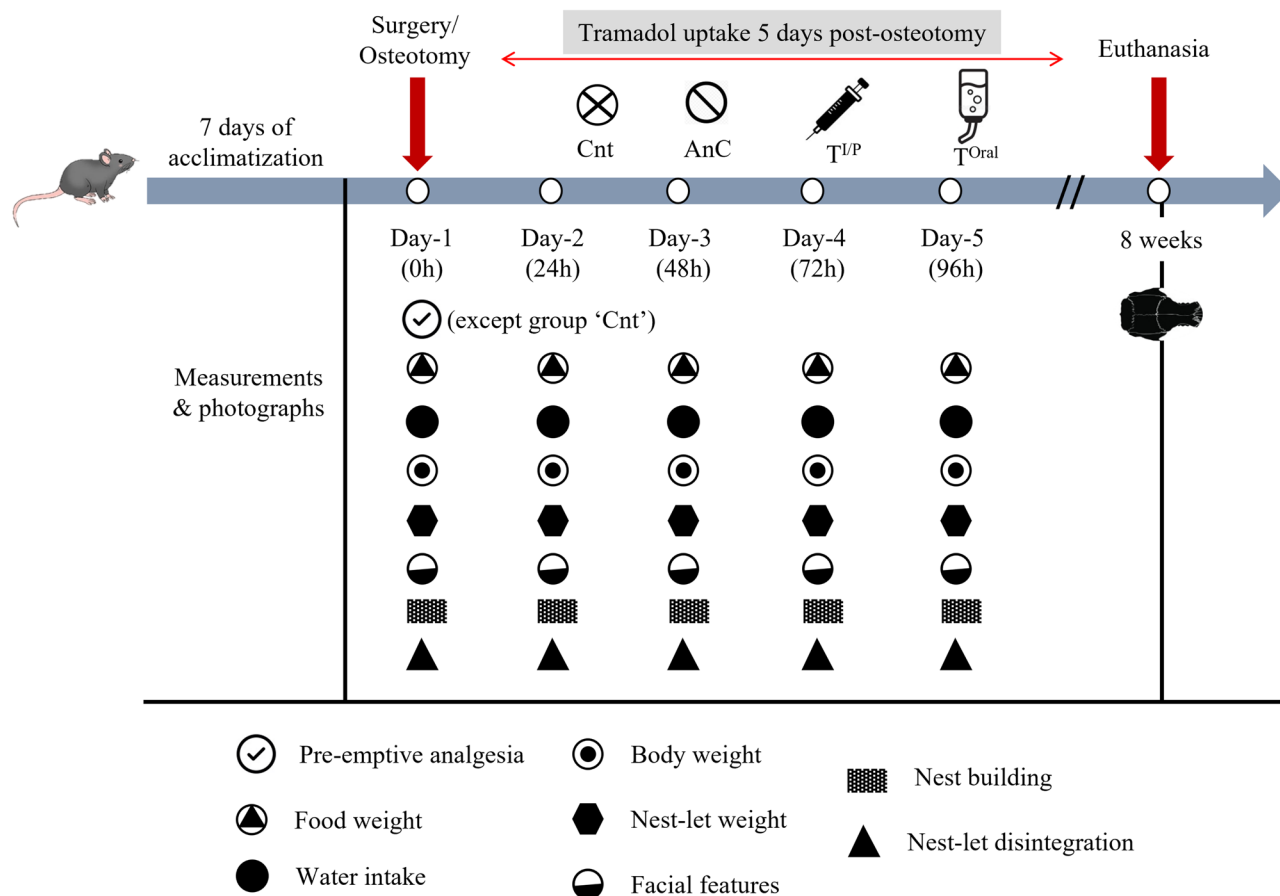 Surgery/
Osteotomy
Tramadol uptake 5 days post-osteotomy
Euthanasia
7 days of
acclimatization
Cnt
AnC
T^I/P
T^Oral
Day-1
(0h)
Day-2
(24h)
Day-3
(48h)
Day-4
(72h)
Day-5
(96h)
8 weeks
(except group ‘Cnt’)
Measurements
& photographs
Pre-emptive analgesia
Food weight
Water intake
Body weight
Nest-let weight
Facial features
Nest building
Nest-let disintegration